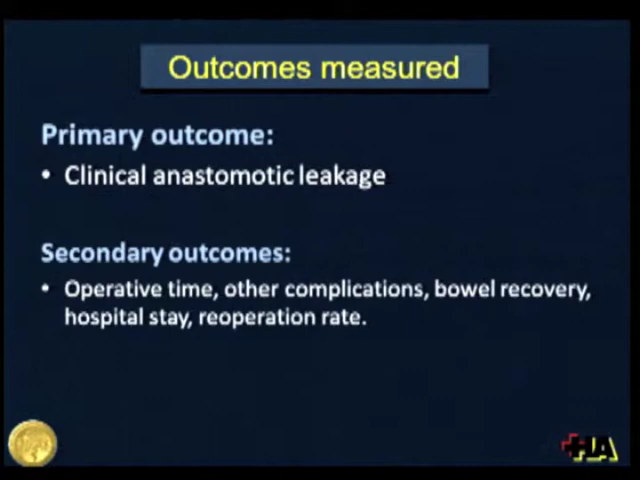 Outcomes measured
Primary outcome:
• Clinical anastomotic leakage
Secondary outcomes:
• Operative time, other complications, bowel recovery,
hospital stay, reoperation rate.
HA